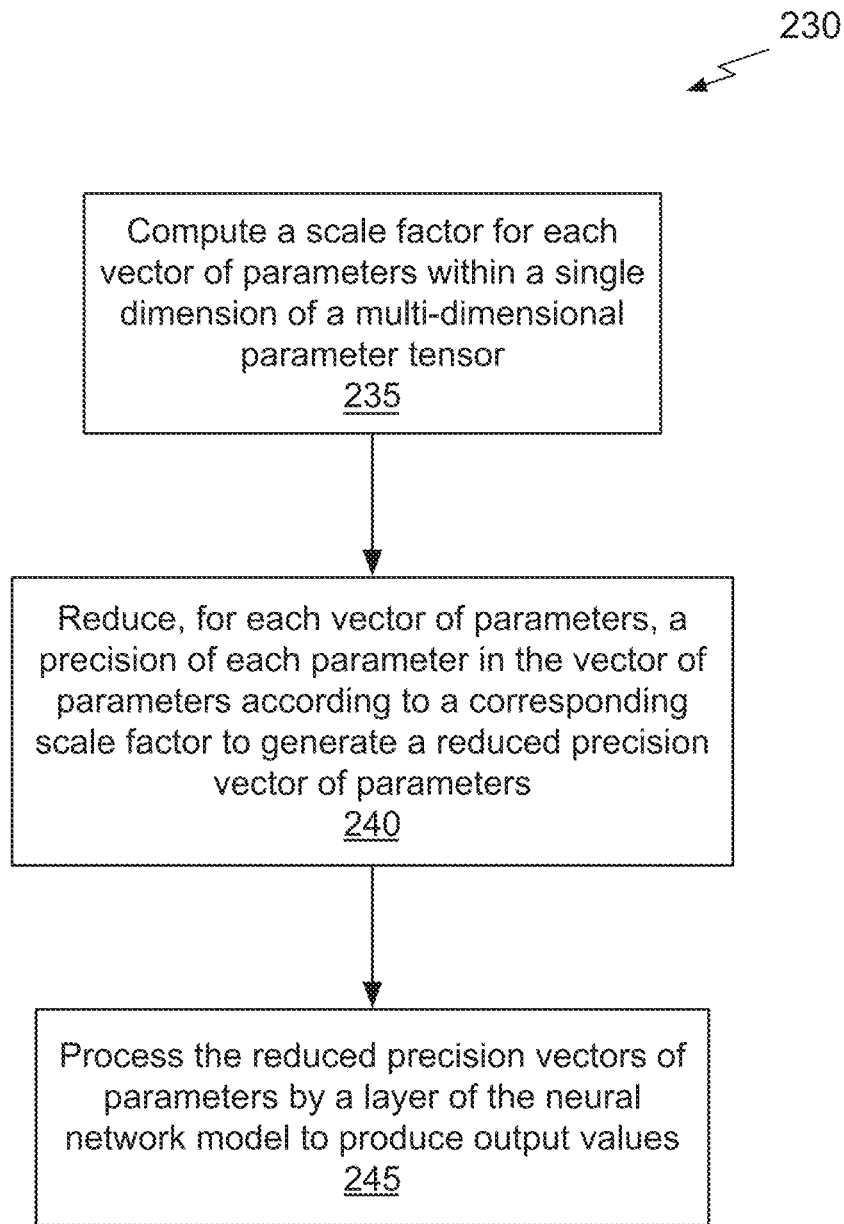 230
Compute a scale factor for each
vector of parameters within a single
dimension of a multi-dimensional
parameter tensor
235
Reduce, for each vector of parameters, a
precision of each parameter in the vector of
parameters according to a corresponding
scale factor to generate a reduced precision
vector of parameters
240
Process the reduced precision vectors of
parameters by a layer of the neural
network model to produce output values
245